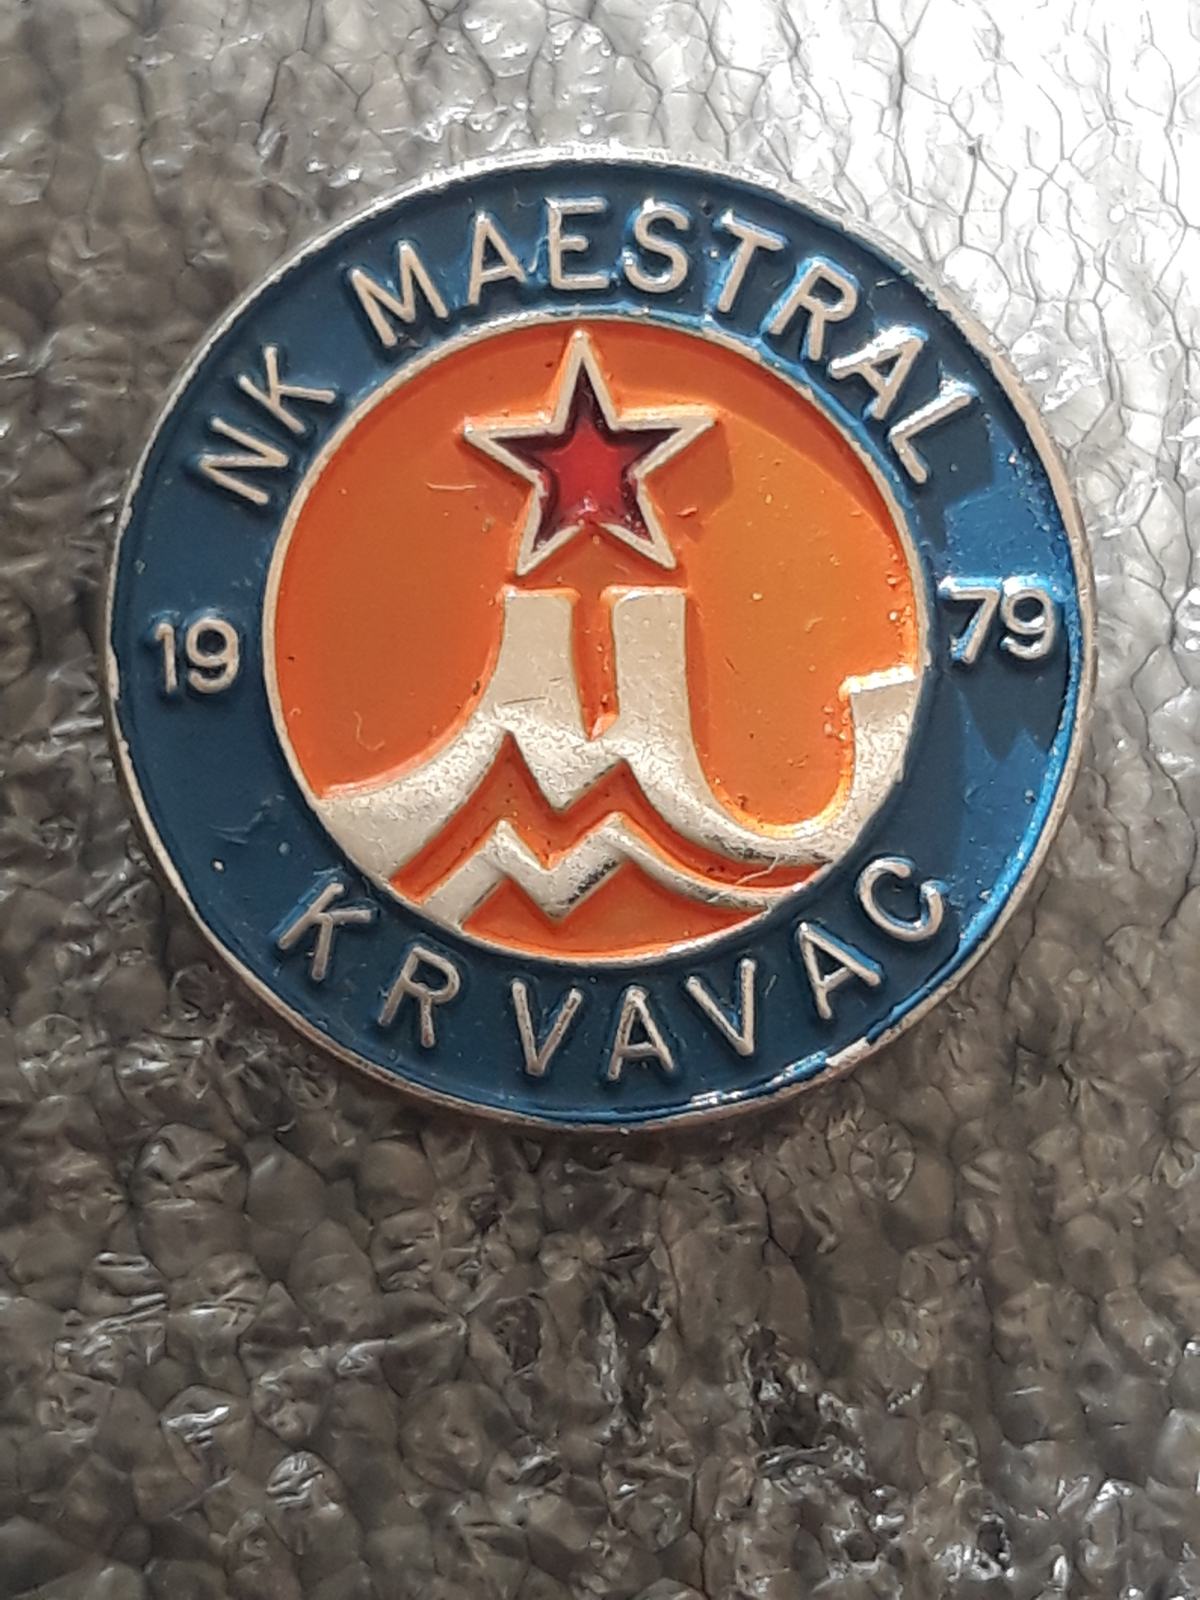 NK MAESTRAL
19 79
KRVAVAC